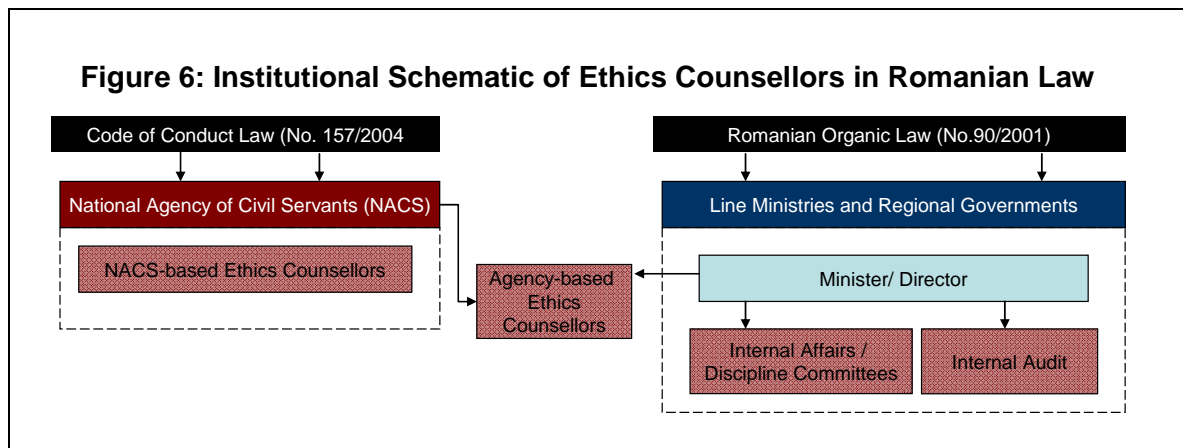 Figure 6: Institutional Schematic of Ethics Counsellors in Romanian Law
Code of Conduct Law (No. 157/2004
Romanian Organic Law (No.90/2001)
National Agency of Civil Servants (NACS)
Line Ministries and Regional Governments
NACS-based Ethics Counsellors
Agency-based
Ethics
Counsellors
Minister/ Director
Internal Affairs /
Discipline Committees
Internal Audit